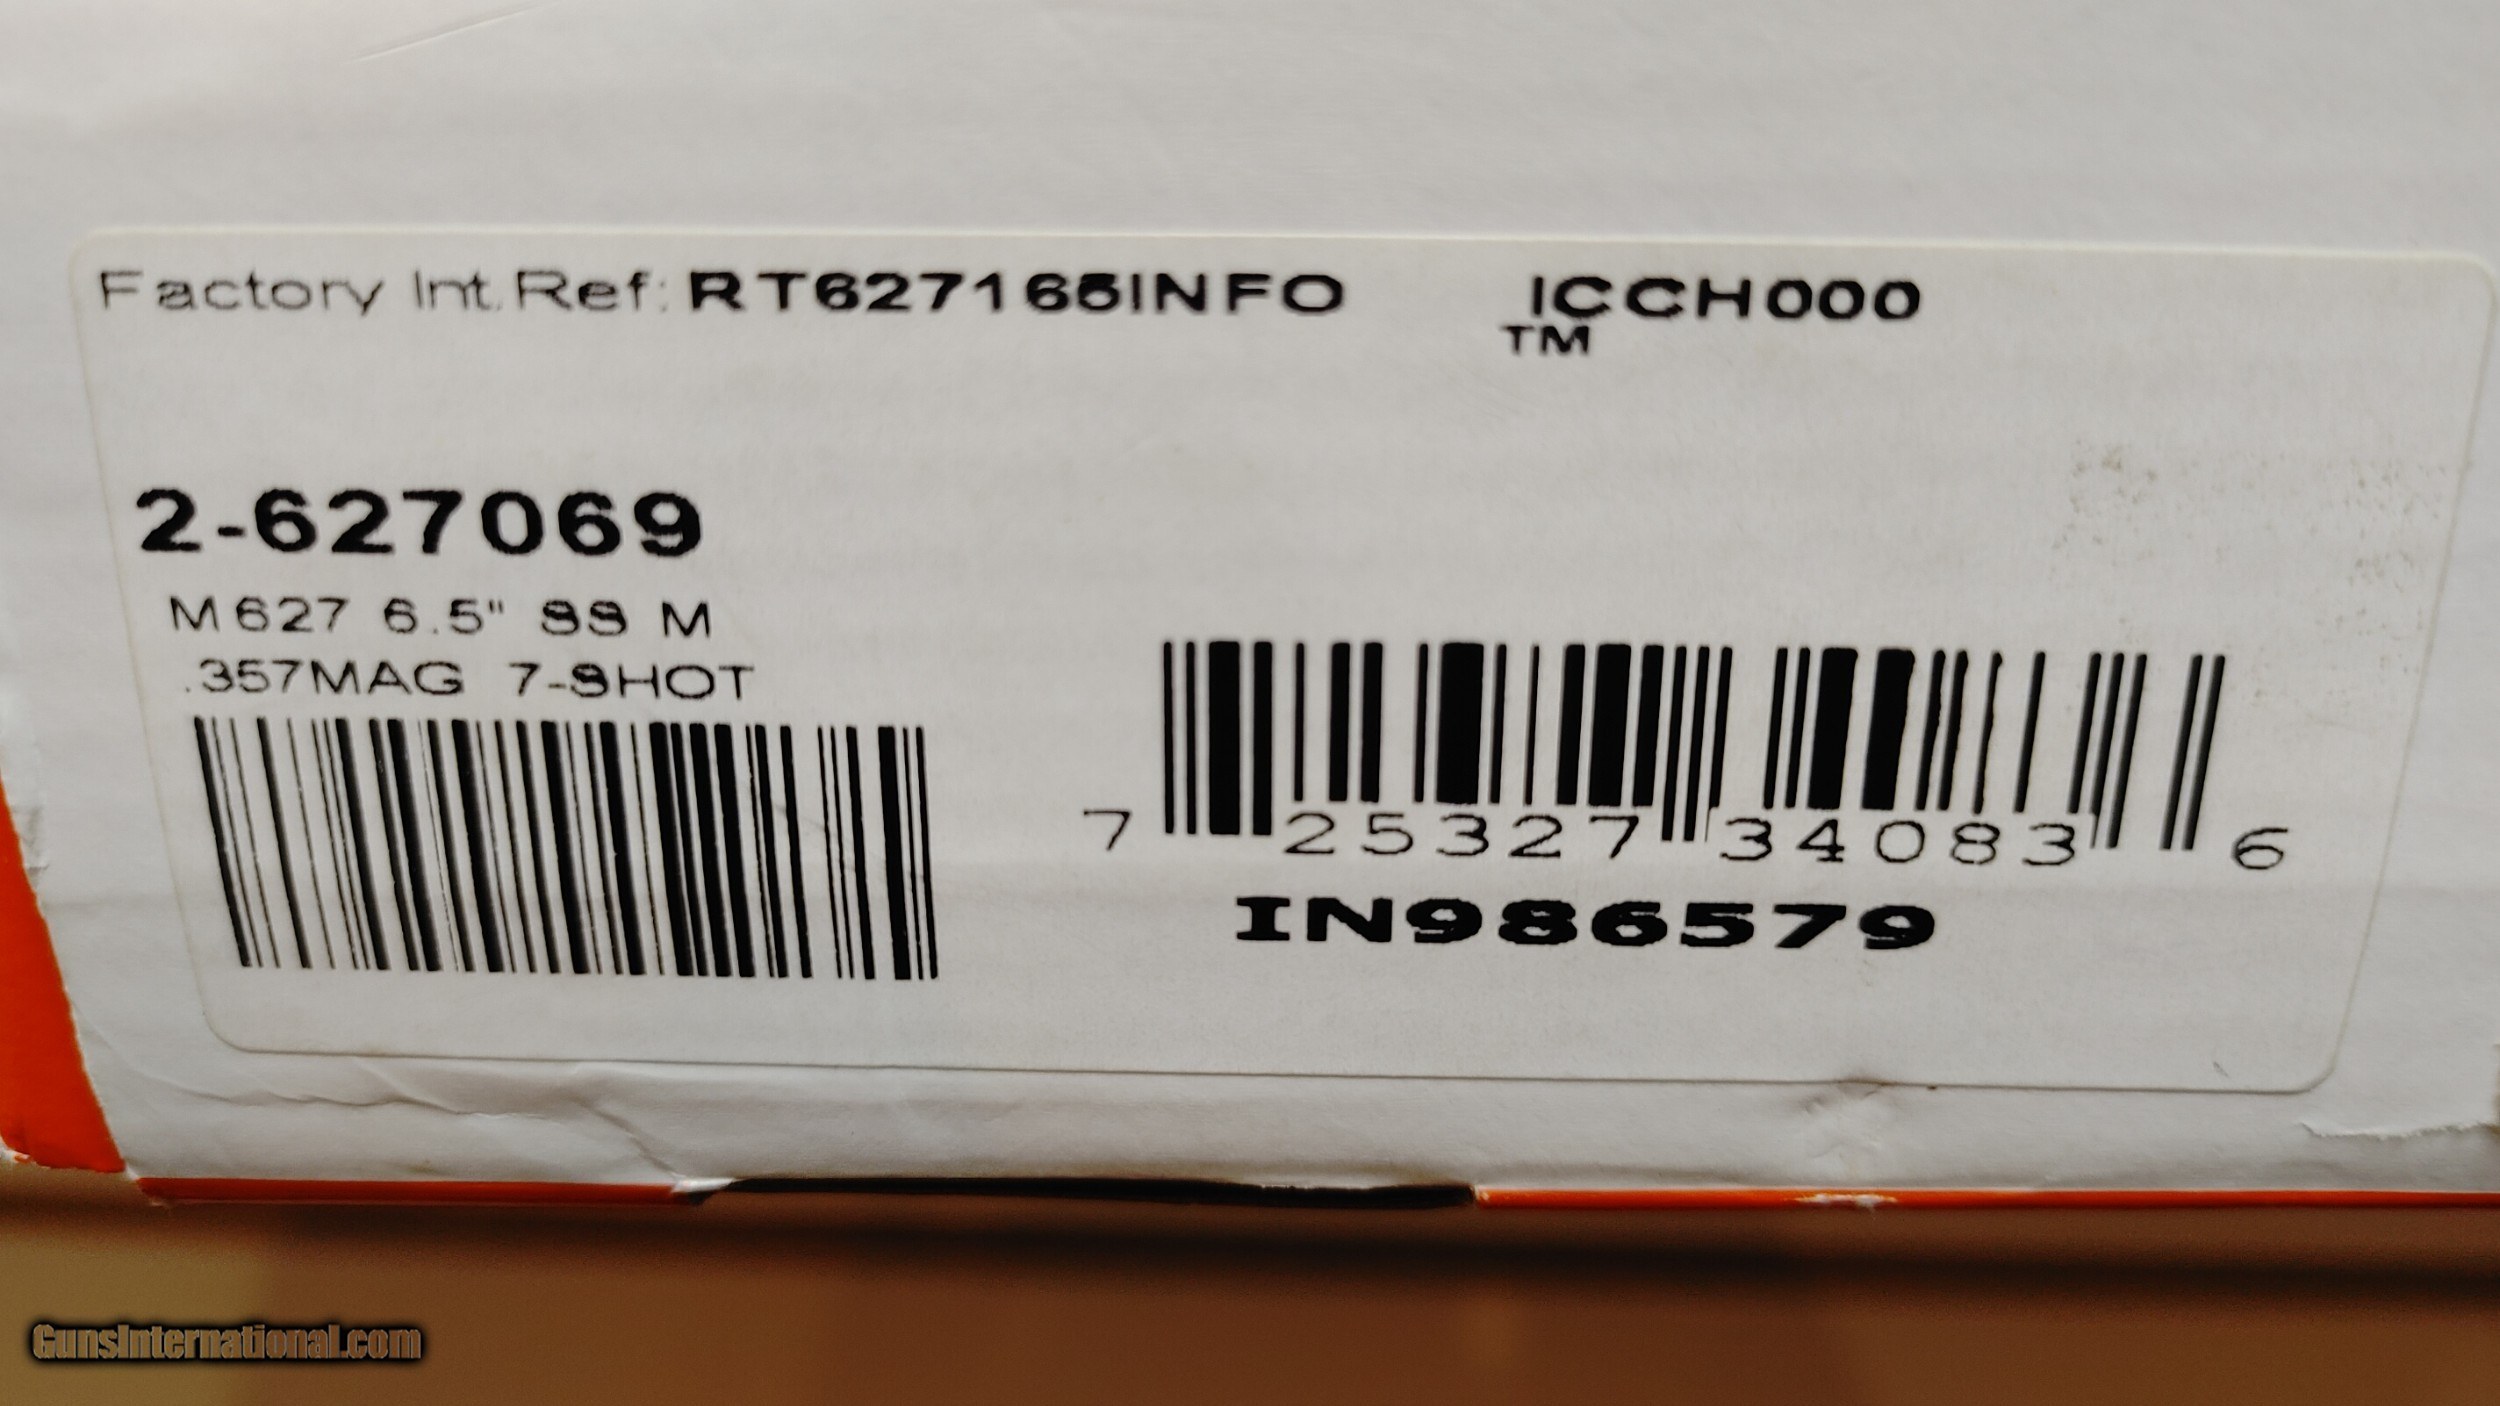 Factory Int. Ref: RT627165INFO ICCH000
TM
2-627069
M627 6.5" SS M
.357MAG 7-SHOT
7 25327 34083 6
IN986579
GunsInternational.com